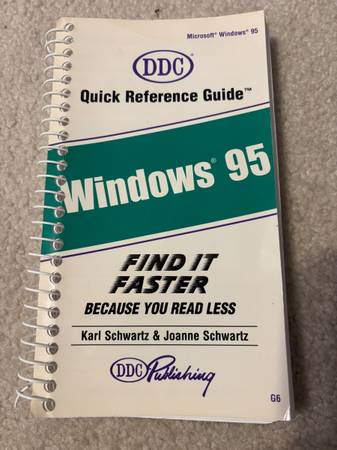 Microsoft® Windows® 95
DDC®
Quick Reference Guide™
Windows® 95
FIND IT
FASTER
BECAUSE YOU READ LESS
Karl Schwartz & Joanne Schwartz
DDC Publishing
G6